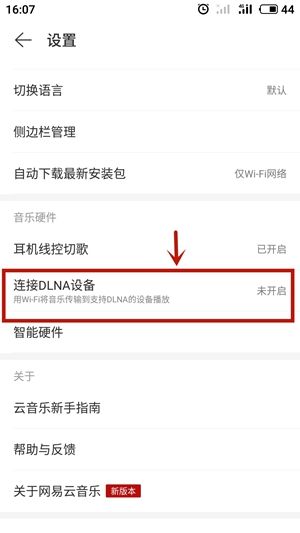 16:07
44
设置
切换语言
默认
侧边栏管理
自动下载最新安装包
仅Wi-Fi网络
音乐硬件
耳机线控切歌
已开启
连接DLNA设备
用Wi-Fi将音乐传输到支持DLNA的设备播放
未开启
智能硬件
关于
云音乐新手指南
帮助与反馈
关于网易云音乐
新版本